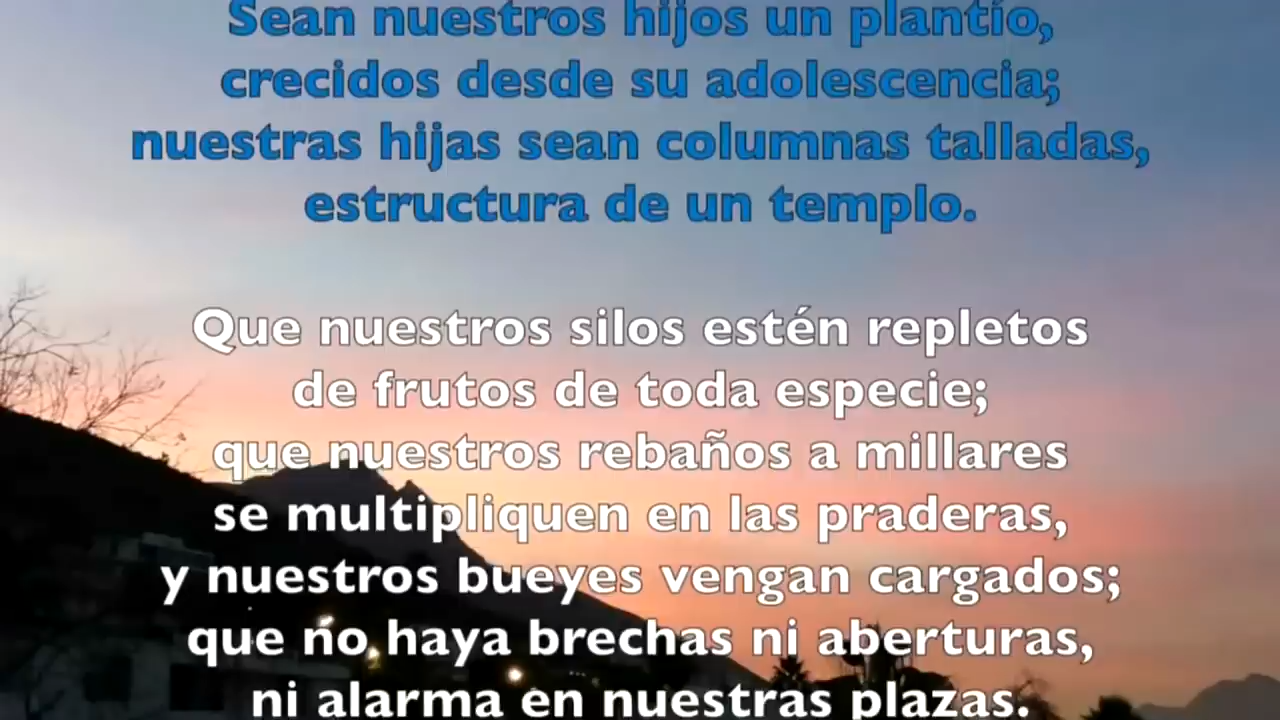 Sean nuestros hijos un plantío,
crecidos desde su adolescencia;
nuestras hijas sean columnas talladas,
estructura de un templo.
Que nuestros silos estén repletos
de frutos de toda especie;
que nuestros rebaños a millares
se multipliquen en las praderas,
y nuestros bueyes vengan cargados;
que no haya brechas ni aberturas,
ni alarma en nuestras plazas.